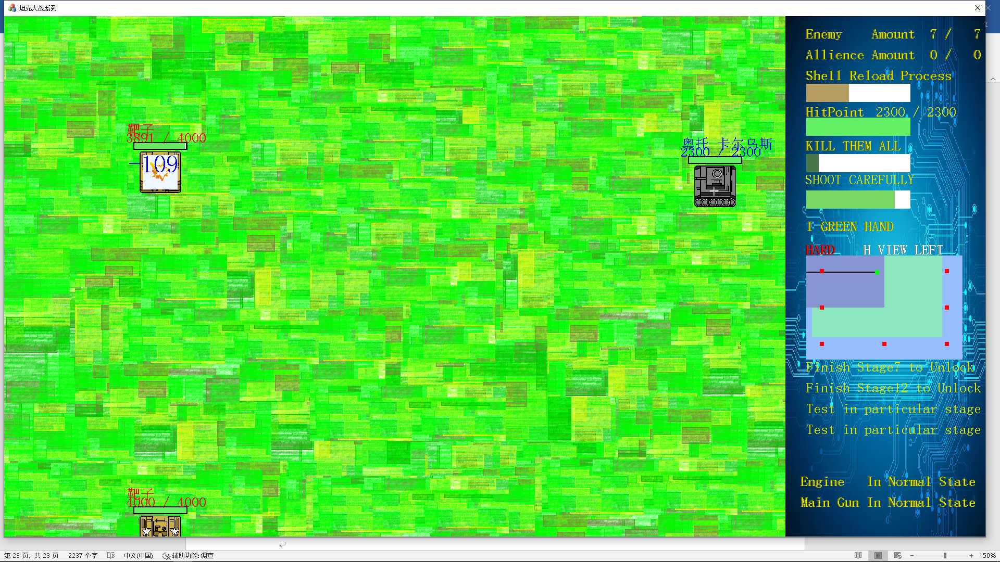 坦克大战系列
Enemy Amount 7 / 7
Allience Amount 0 / 0
Shell Reload Process
HitPoint 2300 / 2300
KILL THEM ALL
SHOOT CAREFULLY
I GREEN HAND
HARD H VIEW LEFT
靶子
3891 / 4000
-109
奥托 卡尔乌斯
2300 / 2300
靶子
4000 / 4000
Finish Stage7 to Unlock
Finish Stage12 to Unlock
Test in particular stage
Test in particular stage
Engine In Normal State
Main Gun In Normal State
第 23 页, 共 23 页 2237 个字 中文(中国) 辅助功能: 调查 150%